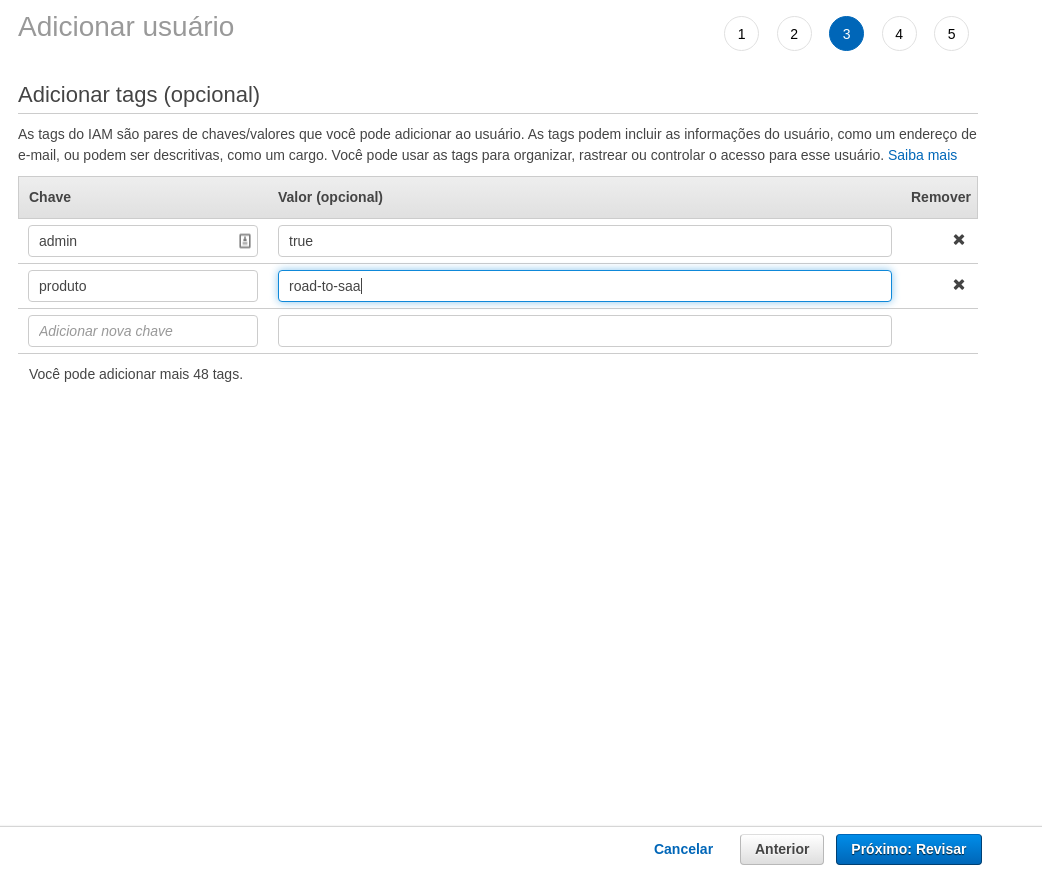 Adicionar usuário
1 2 3 4 5
Adicionar tags (opcional)
As tags do IAM são pares de chaves/valores que você pode adicionar ao usuário. As tags podem incluir as informações do usuário, como um endereço de
e-mail, ou podem ser descritivas, como um cargo. Você pode usar as tags para organizar, rastrear ou controlar o acesso para esse usuário. Saiba mais
Chave Valor (opcional) Remover
admin true
produto road-to-saa
Adicionar nova chave
Você pode adicionar mais 48 tags.
Cancelar Anterior Próximo: Revisar